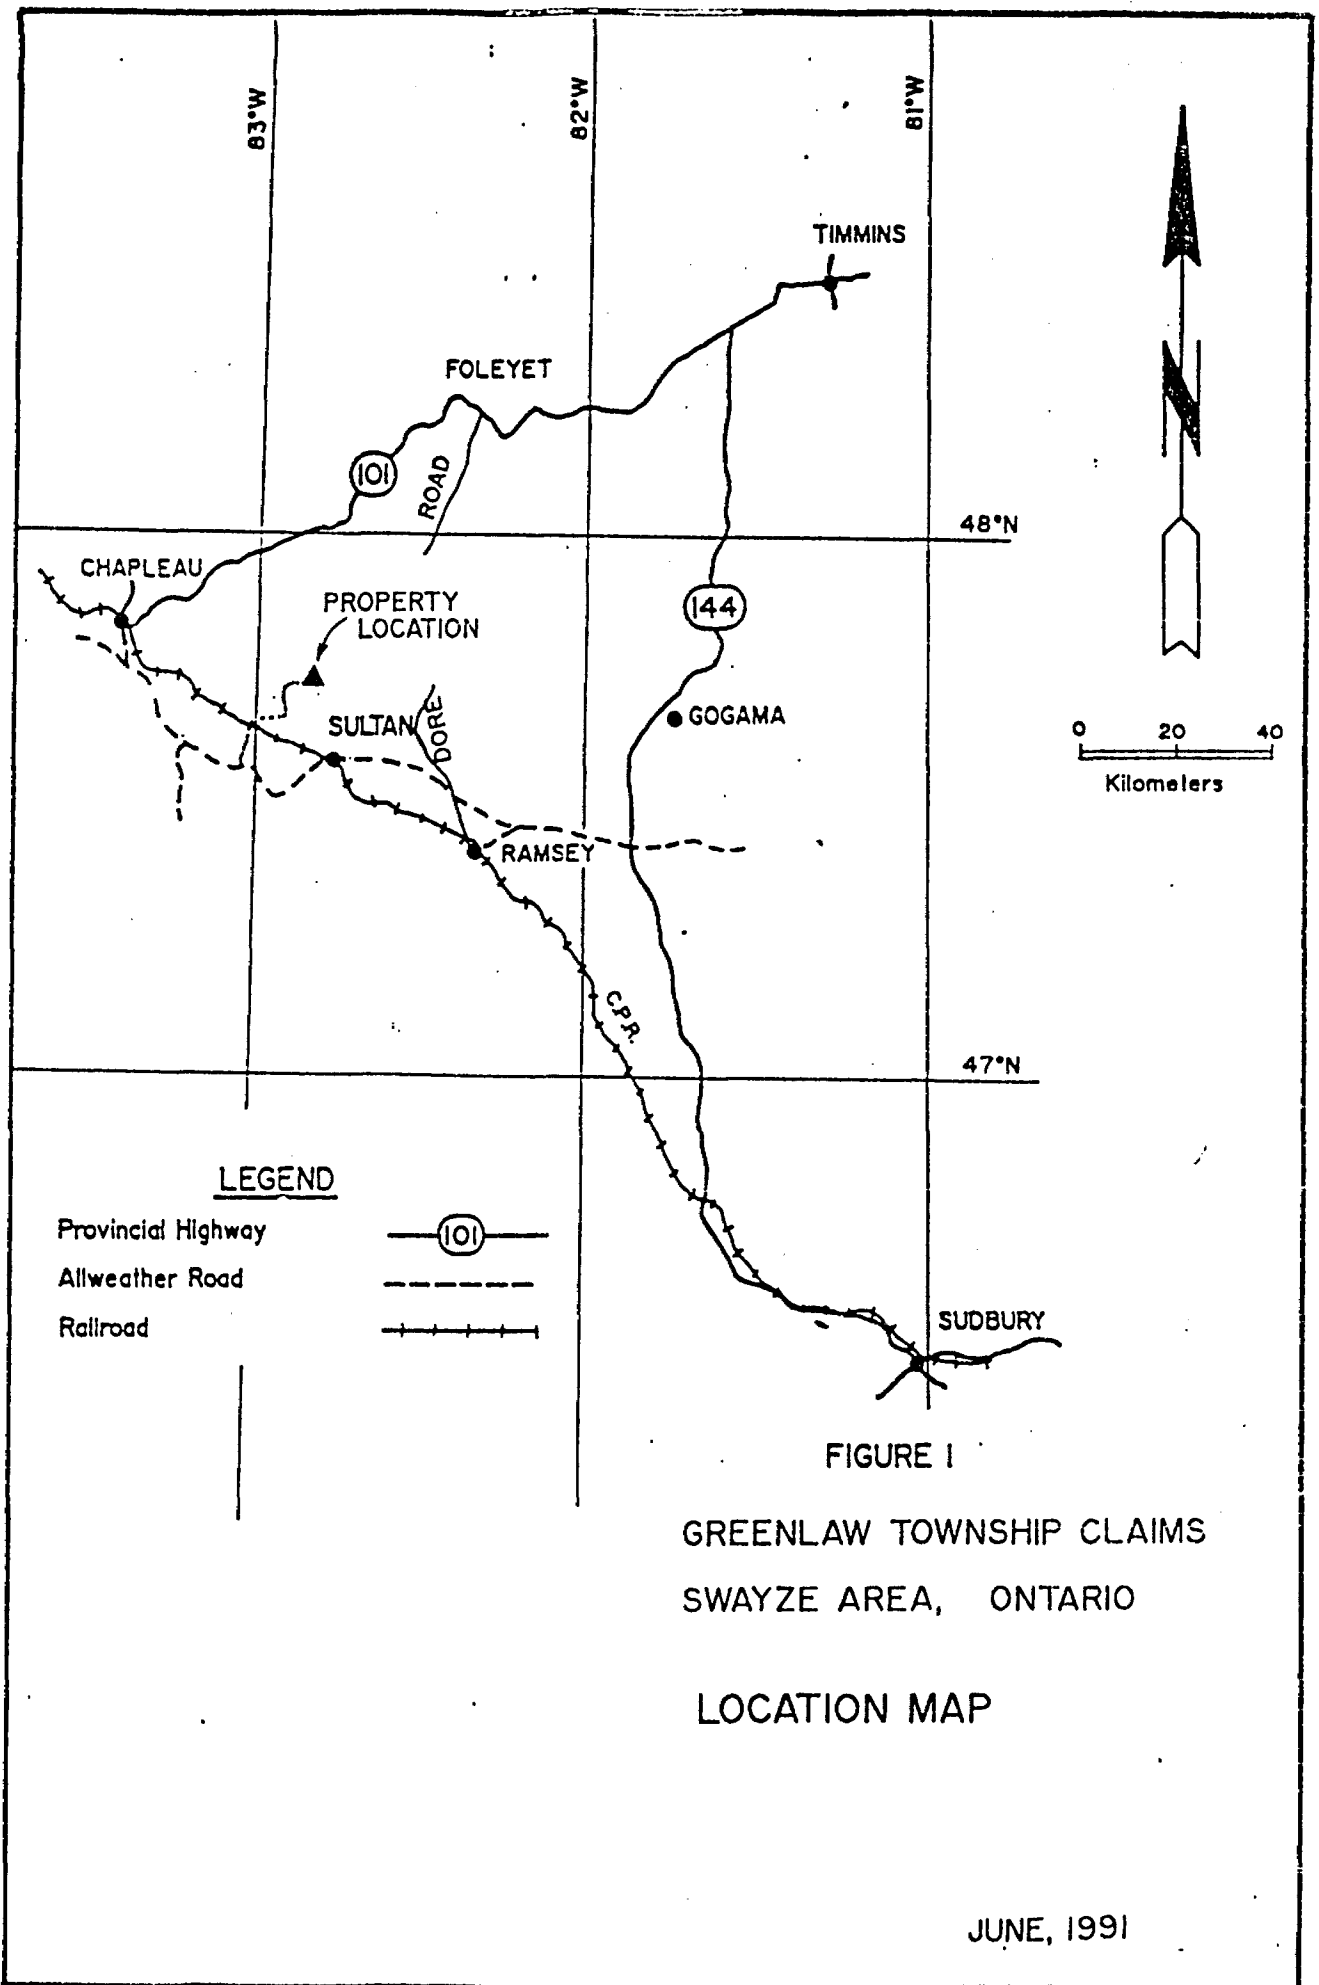 83°W
82°W
81°W
TIMMINS
FOLEYET
101
ROAD
48°N
CHAPLEAU
PROPERTY
LOCATION
144
SULTAN
DORE
GOGAMA
0 20 40
Kilometers
RAMSEY
C.P.R.
47°N
LEGEND
Provincial Highway 101
Allweather Road
Railroad
SUDBURY
N
FIGURE 1
GREENLAW TOWNSHIP CLAIMS
SWAYZE AREA, ONTARIO
LOCATION MAP
JUNE, 1991